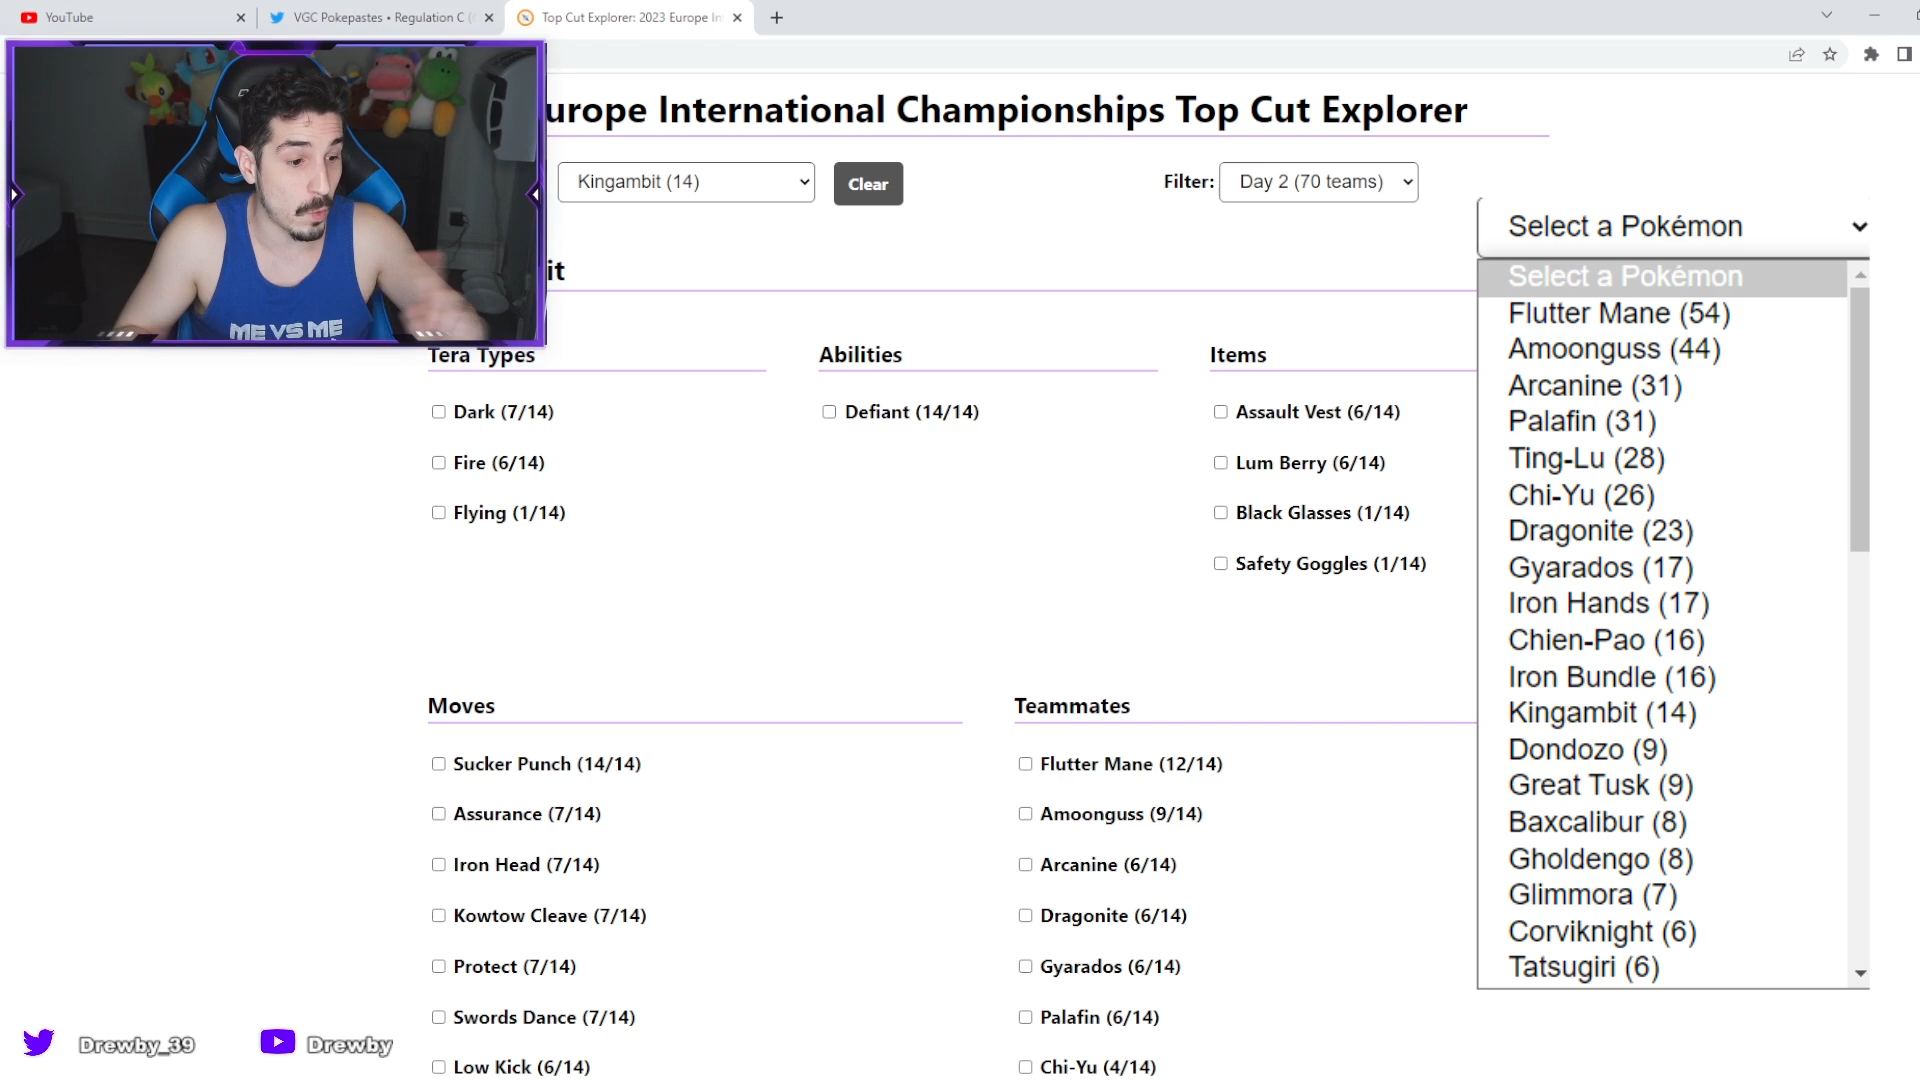 YouTube
VGC Pokepastes • Regulation C (
Top Cut Explorer: 2023 Europe In
urope International Championships Top Cut Explorer
Kingambit (14)
Clear
Filter:
Day 2 (70 teams)
it
ME VS ME
Tera Types
Dark (7/14)
Fire (6/14)
Flying (1/14)
Abilities
Defiant (14/14)
Items
Assault Vest (6/14)
Lum Berry (6/14)
Black Glasses (1/14)
Safety Goggles (1/14)
Moves
Sucker Punch (14/14)
Assurance (7/14)
Iron Head (7/14)
Kowtow Cleave (7/14)
Protect (7/14)
Swords Dance (7/14)
Low Kick (6/14)
Teammates
Flutter Mane (12/14)
Amoonguss (9/14)
Arcanine (6/14)
Dragonite (6/14)
Gyarados (6/14)
Palafin (6/14)
Chi-Yu (4/14)
Select a Pokémon
Select a Pokémon
Flutter Mane (54)
Amoonguss (44)
Arcanine (31)
Palafin (31)
Ting-Lu (28)
Chi-Yu (26)
Dragonite (23)
Gyarados (17)
Iron Hands (17)
Chien-Pao (16)
Iron Bundle (16)
Kingambit (14)
Dondozo (9)
Great Tusk (9)
Baxcalibur (8)
Gholdengo (8)
Glimmora (7)
Corviknight (6)
Tatsugiri (6)
Drewby_39
Drewby